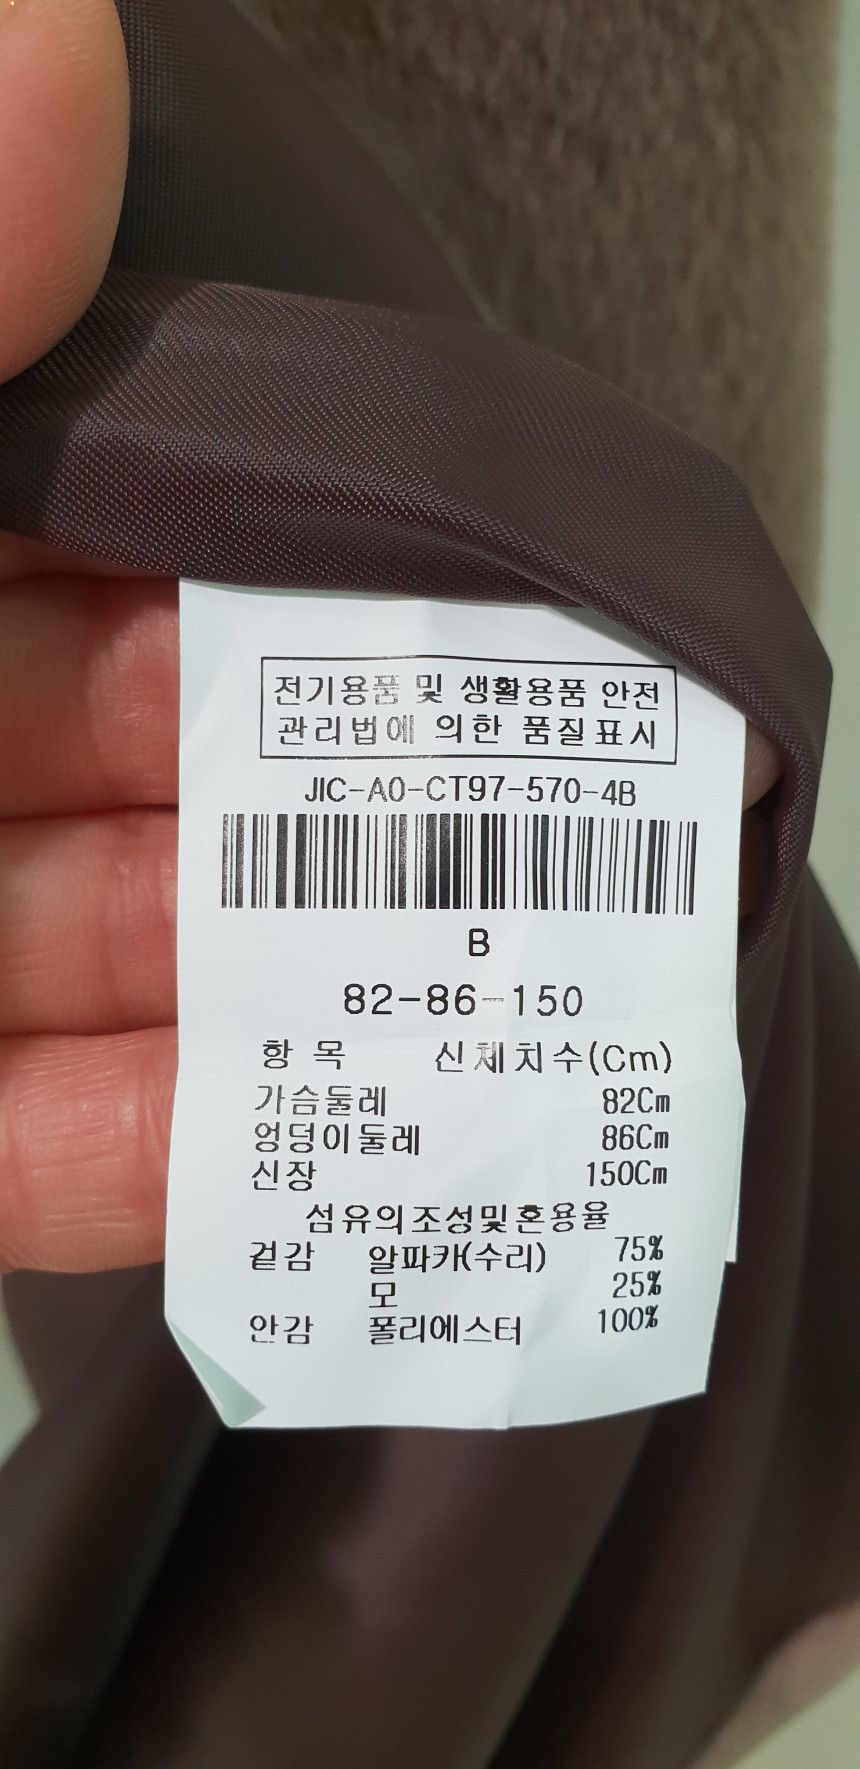 전기용품 및 생활용품 안전
관리법에 의한 품질표시
JIC-A0-CT97-570-4B
B
82-86-150
항 목 신체치수(Cm)
가슴둘레 82Cm
엉덩이둘레 86Cm
신장 150Cm
섬유의조성및혼용율
겉감 알파카(수리) 75%
모 25%
안감 폴리에스터 100%